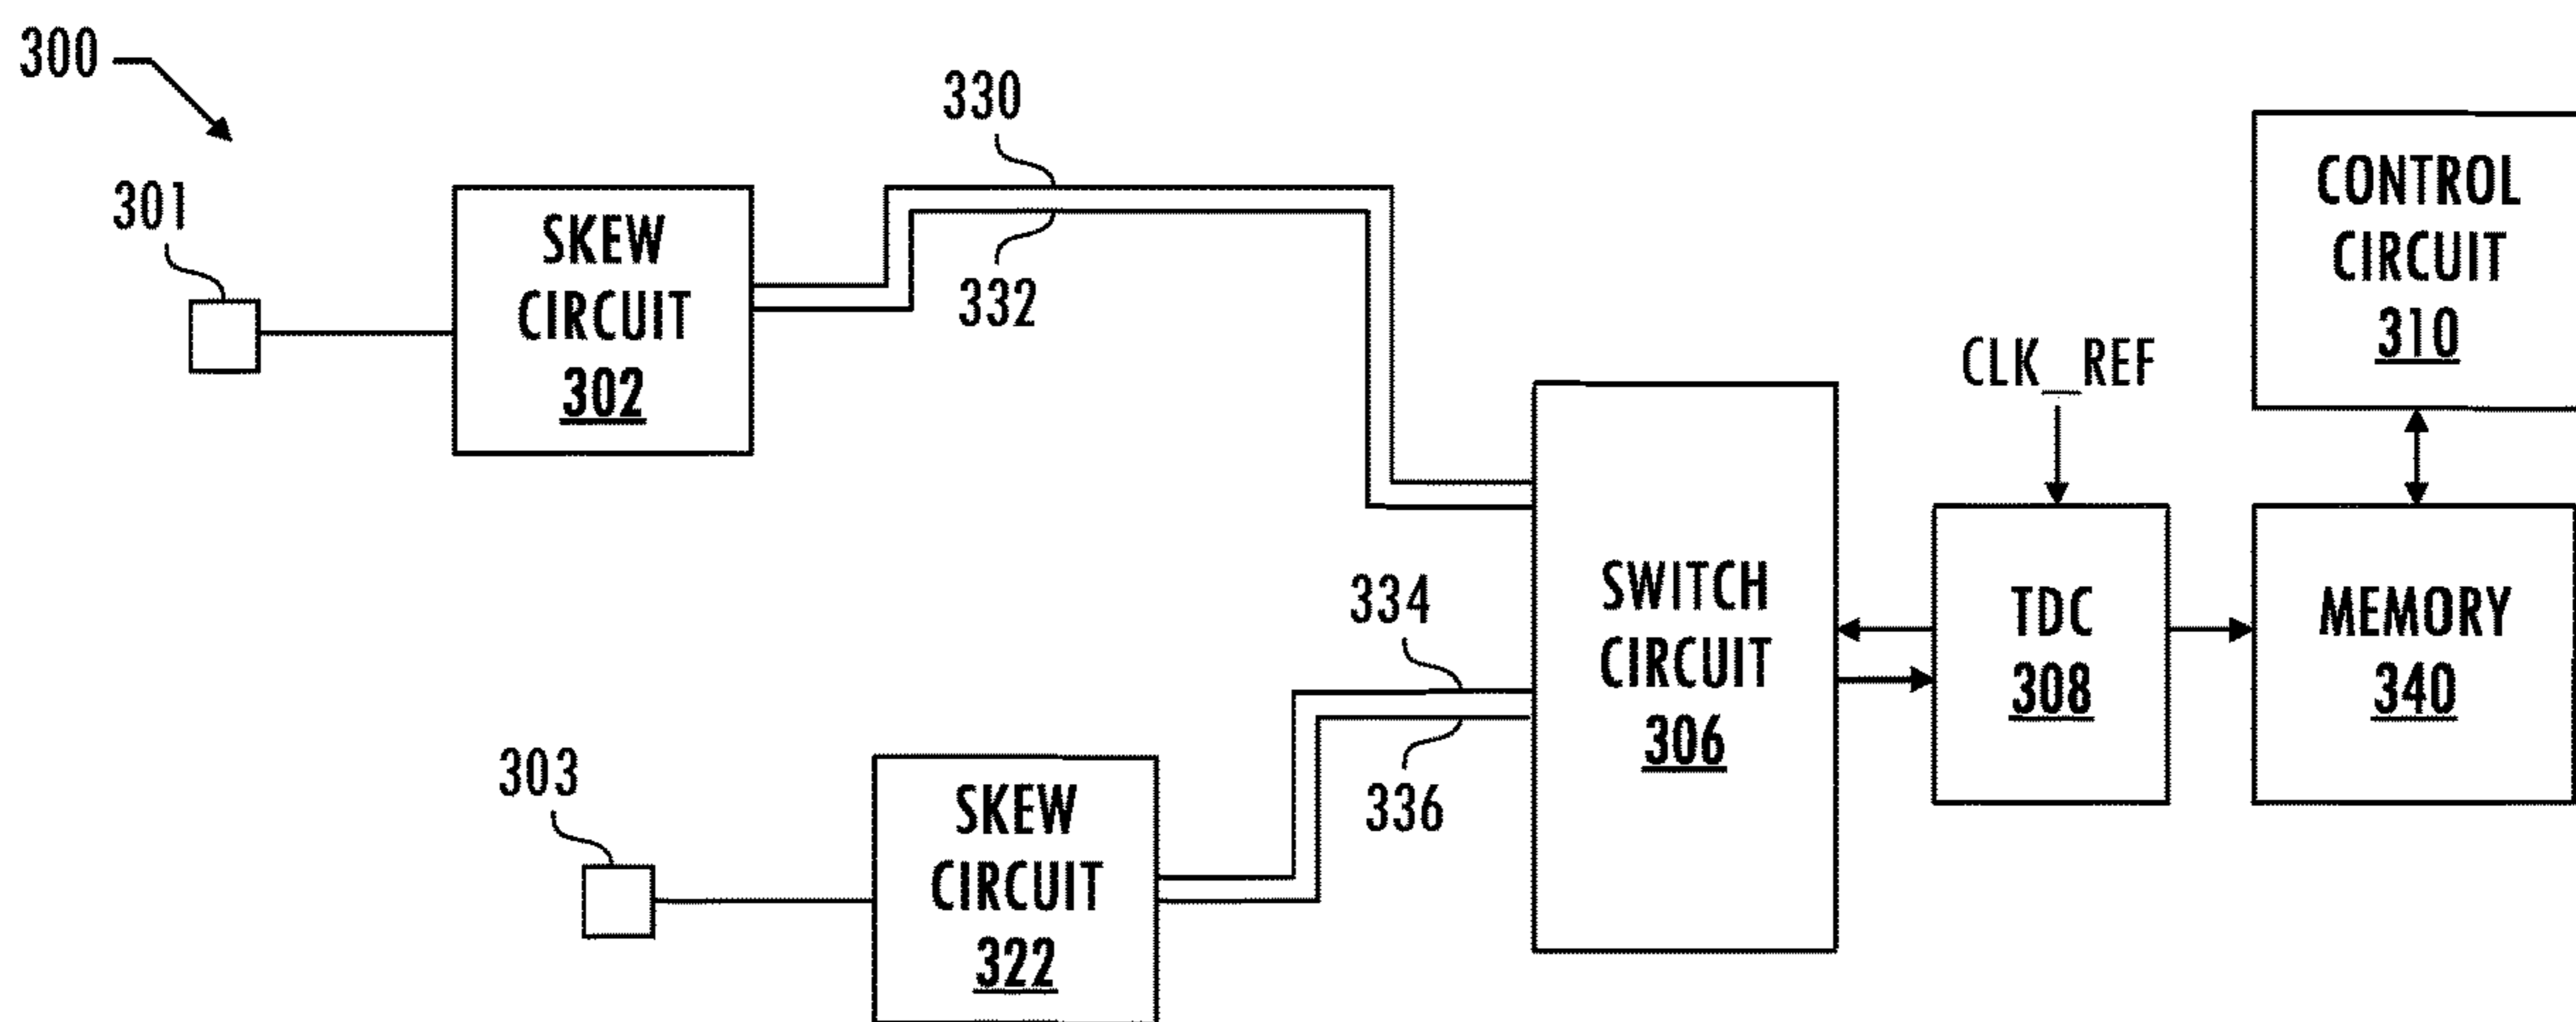 300
330
301
SKEW
CIRCUIT
302
332
CONTROL
CIRCUIT
310
CLK_REF
334
SWITCH
CIRCUIT
306
TDC
308
MEMORY
340
303
SKEW
CIRCUIT
322
336